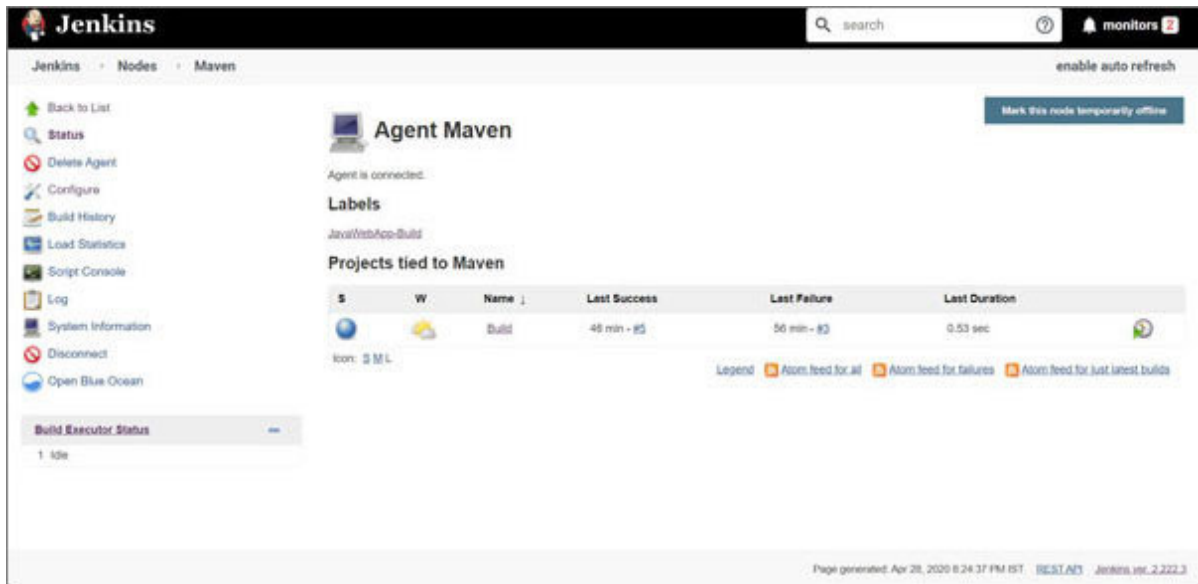 Jenkins
search
monitors 2
Jenkins Nodes Maven
enable auto refresh
Back to List
Status
Delete Agent
Configure
Build History
Load Statistics
Script Console
Log
System Information
Disconnect
Open Blue Ocean
Build Executor Status
1 Idle
Mark this node temporarily offline
Agent Maven
Agent is connected.
Labels
JavaWebApp-Build
Projects tied to Maven
S W Name ↓ Last Success Last Failure Last Duration
Build 46 min - #5 56 min - #3 0.53 sec
Icon: S M L
Legend Atom feed for all Atom feed for failures Atom feed for just latest builds
Page generated: Apr 28, 2020 8:24:37 PM IST REST API Jenkins ver. 2.222.3